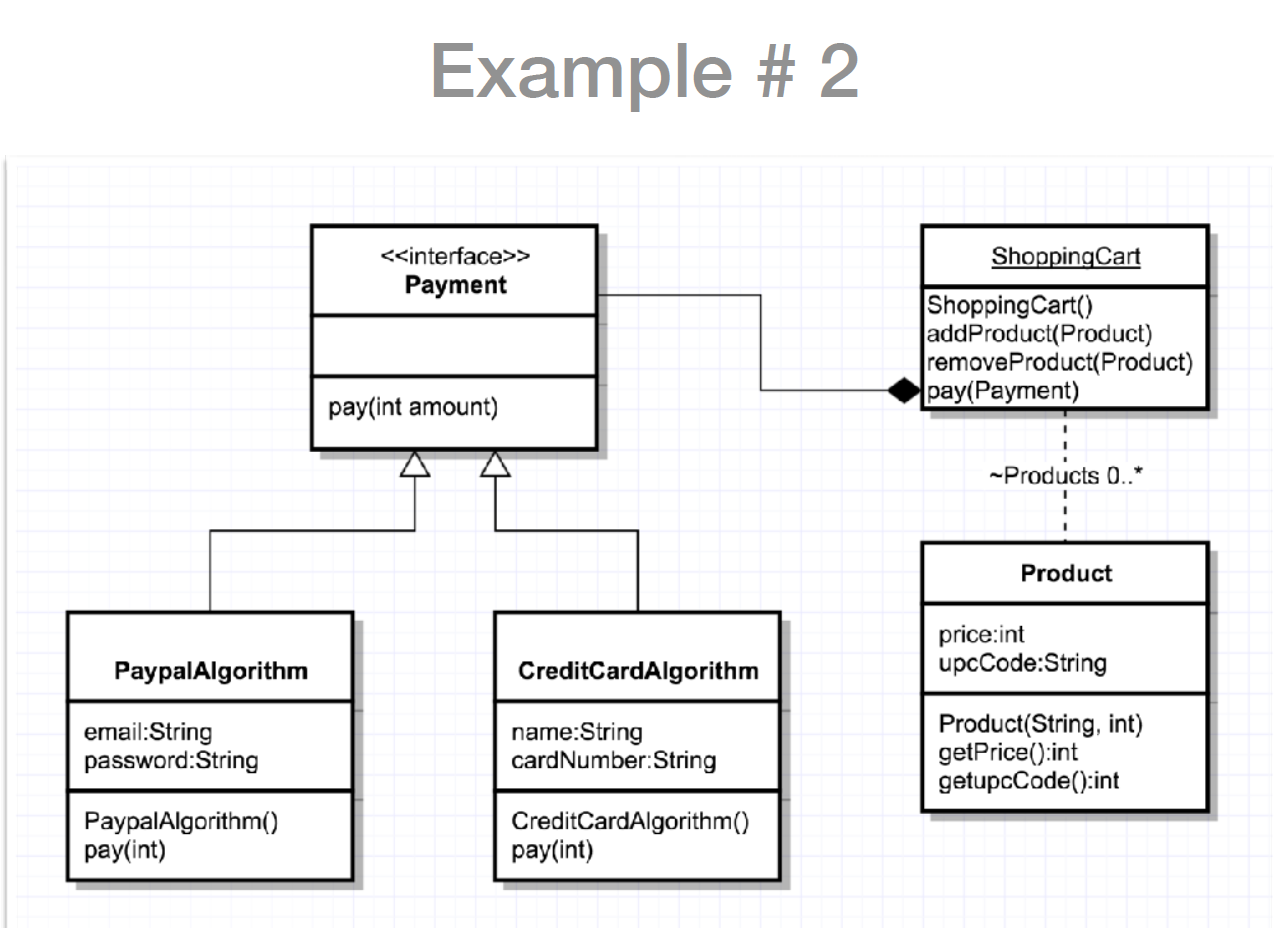 Example # 2
<<interface>>
Payment
pay(int amount)
ShoppingCart
ShoppingCart()
addProduct(Product)
removeProduct(Product)
pay(Payment)
~Products 0..*
Product
price:int
upcCode:String
Product(String, int)
getPrice():int
getupcCode():int
PaypalAlgorithm
email:String
password:String
PaypalAlgorithm()
pay(int)
CreditCardAlgorithm
name:String
cardNumber:String
CreditCardAlgorithm()
pay(int)